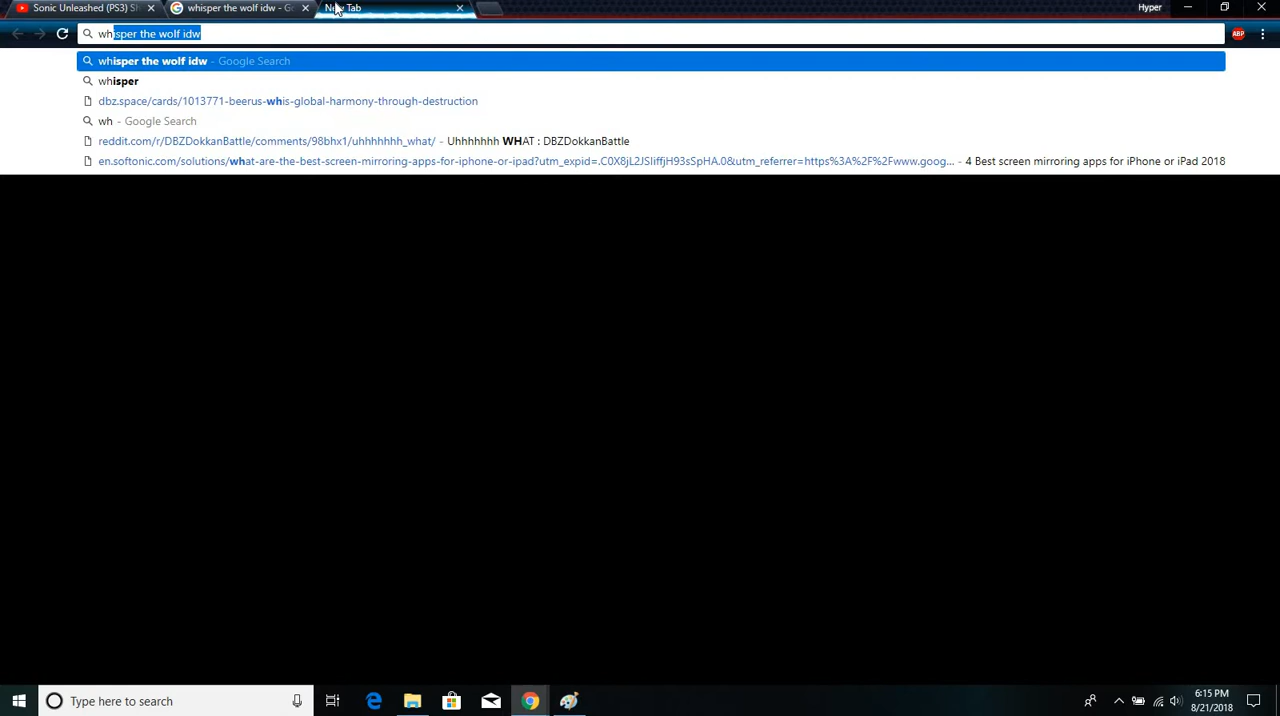 Sonic Unleashed (PS3) Sh
whisper the wolf idw - Go
New Tab
Hyper
whisper the wolf idw
ABP
whisper the wolf idw - Google Search
whisper
dbz.space/cards/1013771-beerus-whis-global-harmony-through-destruction
wh - Google Search
reddit.com/r/DBZDokkanBattle/comments/98bhx1/uhhhhhhh_what/ - Uhhhhhhh WHAT : DBZDokkanBattle
en.softonic.com/solutions/what-are-the-best-screen-mirroring-apps-for-iphone-or-ipad?utm_expid=.C0X8jL2JSIiffjH93sSpHA.0&utm_referrer=https%3A%2F%2Fwww.goog... - 4 Best screen mirroring apps for iPhone or iPad 2018
Type here to search
6:15 PM
8/21/2018